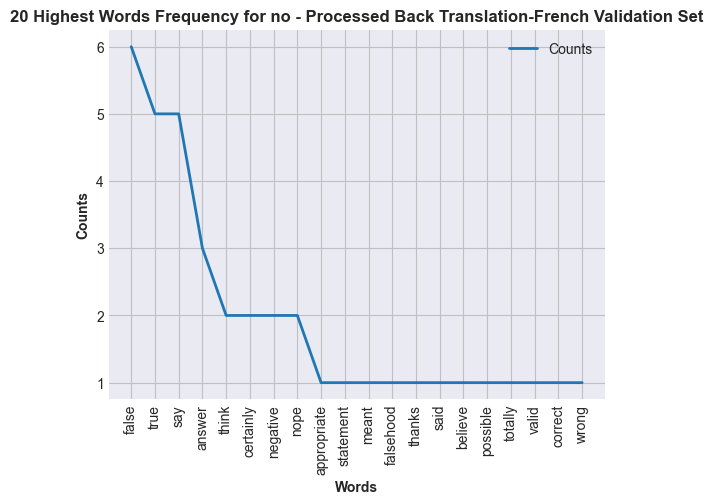 20 Highest Words Frequency for no - Processed Back Translation-French Validation Set
Counts
6
5
4
3
2
1
Counts
false
true
say
answer
think
certainly
negative
nope
appropriate
statement
meant
falsehood
thanks
said
believe
possible
totally
valid
correct
wrong
Words